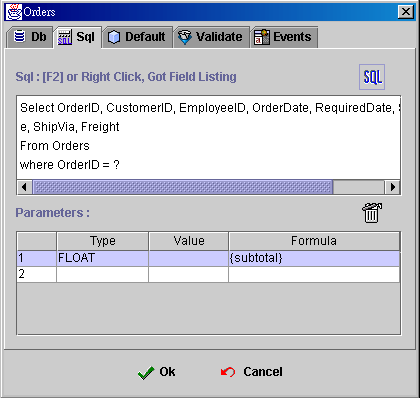 Orders
Db Sql Default Validate Events
Sql : [F2] or Right Click, Got Field Listing
SQL
Select OrderID, CustomerID, EmployeeID, OrderDate, RequiredDate,
e, ShipVia, Freight
From Orders
where OrderID = ?
Parameters :
Type Value Formula
1 FLOAT {subtotal}
2
Ok Cancel